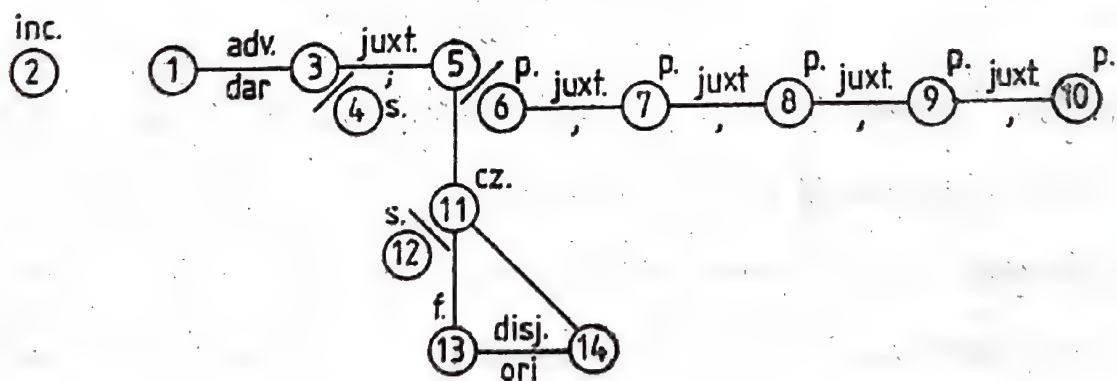 inc. adv. juxt.
2 1 3 5 p. juxt. p. juxt p. juxt. p. juxt. p.
dar ; 4 s. 6 , 7 , 8 , 9 , 10
cz.
11
s.
12
f. disj.
13 14
ori